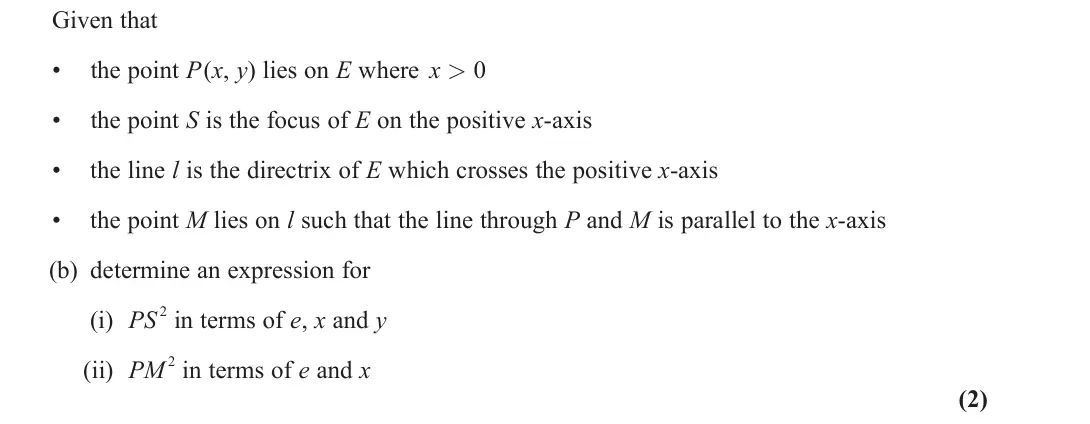 Given that
• the point P(x, y) lies on E where x > 0
• the point S is the focus of E on the positive x-axis
• the line l is the directrix of E which crosses the positive x-axis
• the point M lies on l such that the line through P and M is parallel to the x-axis
(b) determine an expression for
(i) PS² in terms of e, x and y
(ii) PM² in terms of e and x
(2)